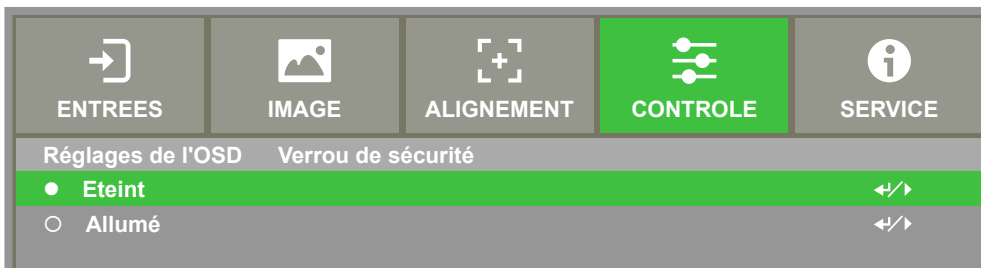 ENTREES IMAGE ALIGNEMENT CONTROLE SERVICE
Réglages de l'OSD Verrou de sécurité
Eteint
Allumé